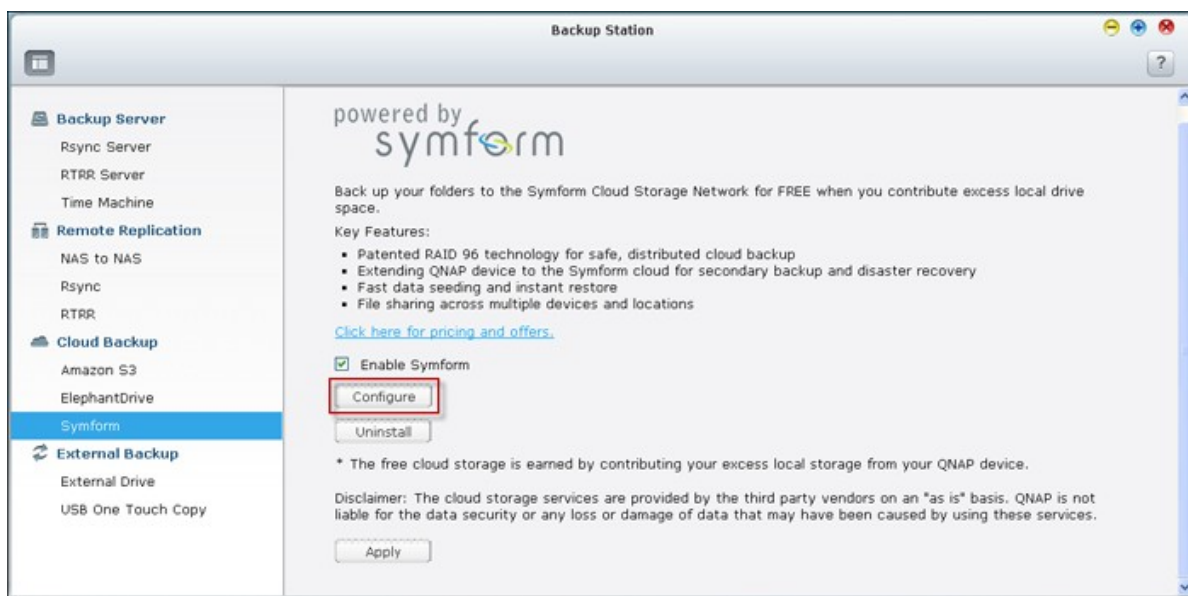 Backup Station
?
Backup Server
Rsync Server
RTRR Server
Time Machine
Remote Replication
NAS to NAS
Rsync
RTRR
Cloud Backup
Amazon S3
ElephantDrive
Symform
External Backup
External Drive
USB One Touch Copy
powered by
symform
Back up your folders to the Symform Cloud Storage Network for FREE when you contribute excess local drive
space.
Key Features:
• Patented RAID 96 technology for safe, distributed cloud backup
• Extending QNAP device to the Symform cloud for secondary backup and disaster recovery
• Fast data seeding and instant restore
• File sharing across multiple devices and locations
Click here for pricing and offers.
Enable Symform
Configure
Uninstall
* The free cloud storage is earned by contributing your excess local storage from your QNAP device.
Disclaimer: The cloud storage services are provided by the third party vendors on an "as is" basis. QNAP is not
liable for the data security or any loss or damage of data that may have been caused by using these services.
Apply